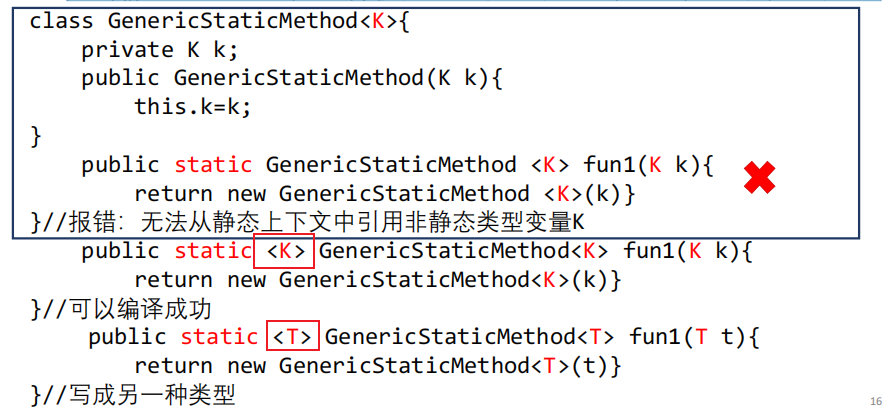 class GenericStaticMethod<K>{
private K k;
public GenericStaticMethod(K k){
this.k=k;
}
public static GenericStaticMethod <K> fun1(K k){
return new GenericStaticMethod <K>(k)}
}//报错：无法从静态上下文中引用非静态类型变量K
public static <K> GenericStaticMethod<K> fun1(K k){
return new GenericStaticMethod<K>(k)}
}//可以编译成功
public static <T> GenericStaticMethod<T> fun1(T t){
return new GenericStaticMethod<T>(t)}
}//写成另一种类型
16